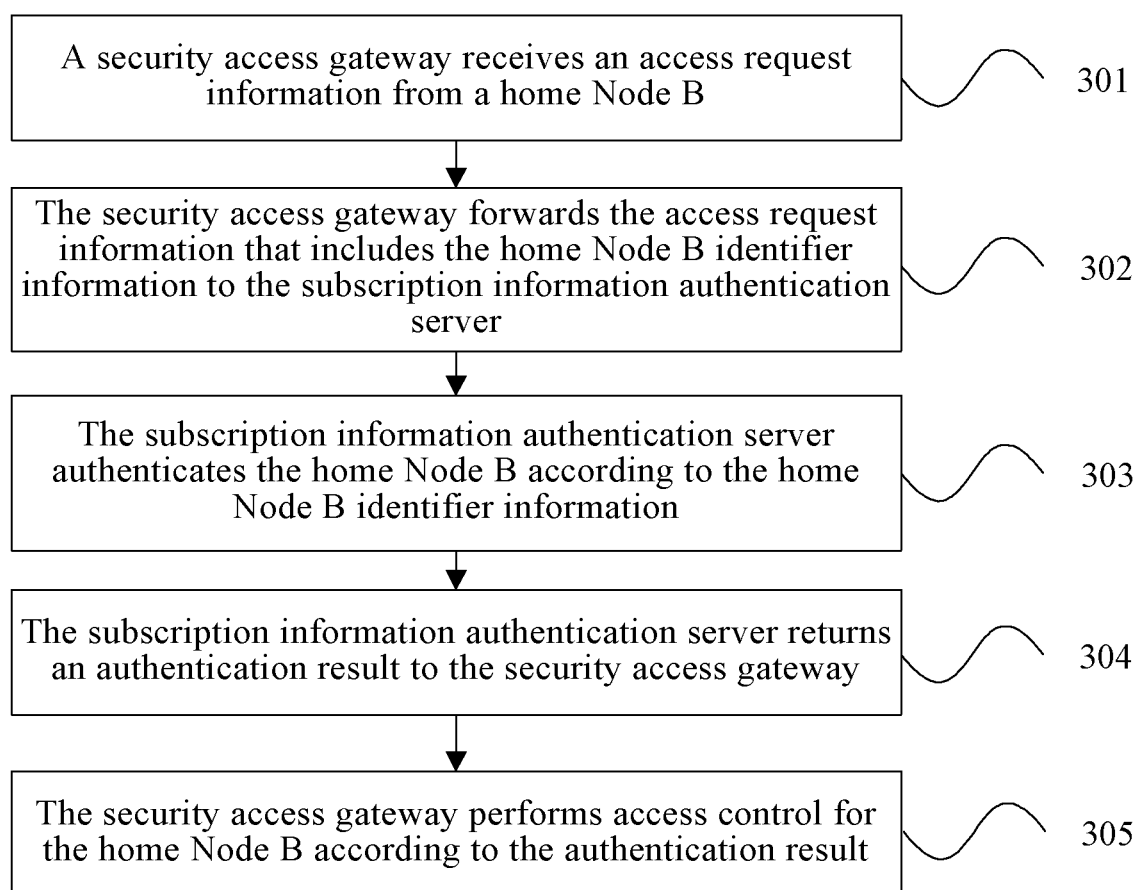 A security access gateway receives an access request
information from a home Node B
301
The security access gateway forwards the access request
information that includes the home Node B identifier
information to the subscription information authentication
server
302
The subscription information authentication server
authenticates the home Node B according to the home
Node B identifier information
303
The subscription information authentication server returns
an authentication result to the security access gateway
304
The security access gateway performs access control for
the home Node B according to the authentication result
305